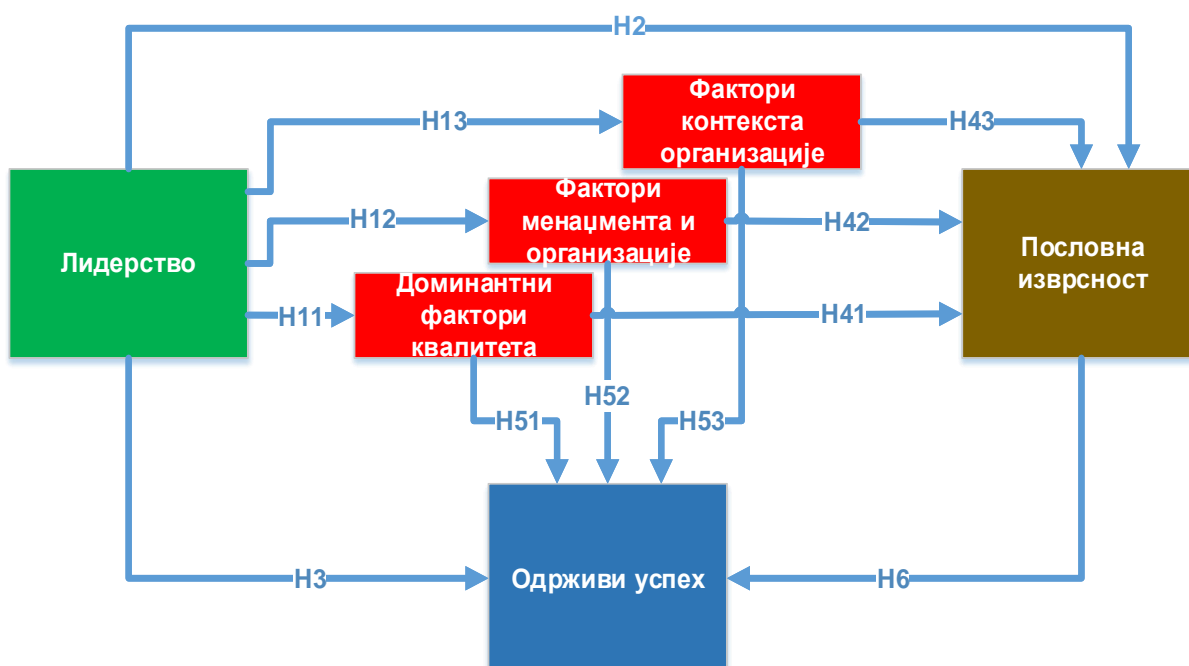 H2
Фактори
контекста
организације
H13
H43
Фактори
менаџмента и
организације
H12
H42
Лидерство
Пословна
изврсност
Доминантни
фактори
квалитета
H11
H41
H51
H52
H53
Одрживи успех
H3
H6